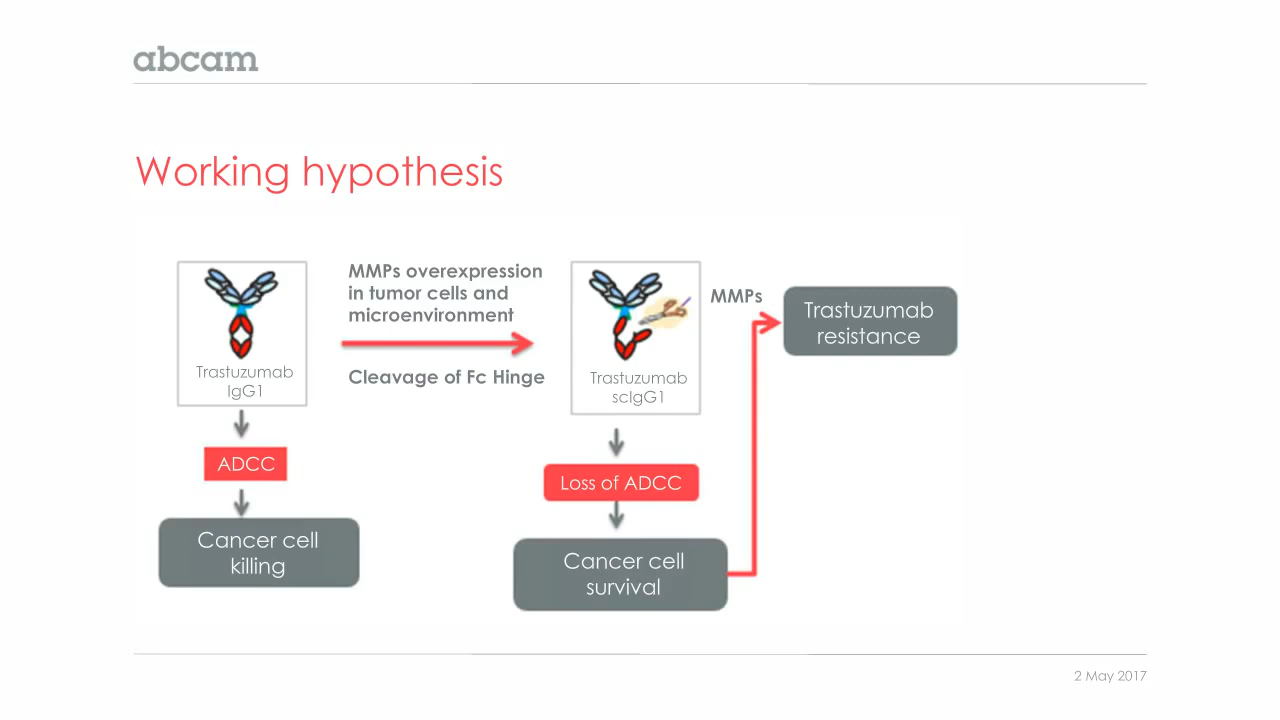 abcam
Working hypothesis
MMPs overexpression
in tumor cells and
microenvironment
Cleavage of Fc Hinge
Trastuzumab
IgG1
ADCC
Cancer cell
killing
Trastuzumab
scIgG1
Loss of ADCC
Cancer cell
survival
MMPs
Trastuzumab
resistance
2 May 2017